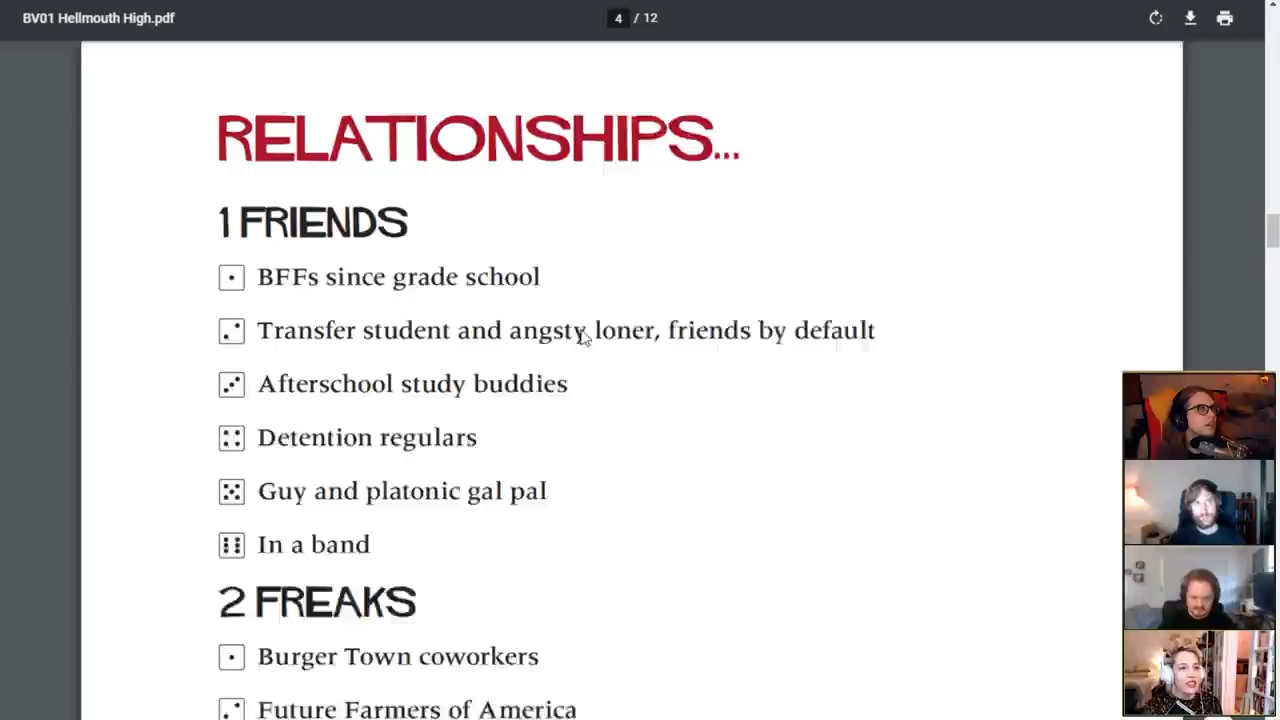 BV01 Hellmouth High.pdf
4 / 12
RELATIONSHIPS...
1 FRIENDS
BFFs since grade school
Transfer student and angsty loner, friends by default
Afterschool study buddies
Detention regulars
Guy and platonic gal pal
In a band
2 FREAKS
Burger Town coworkers
Future Farmers of America